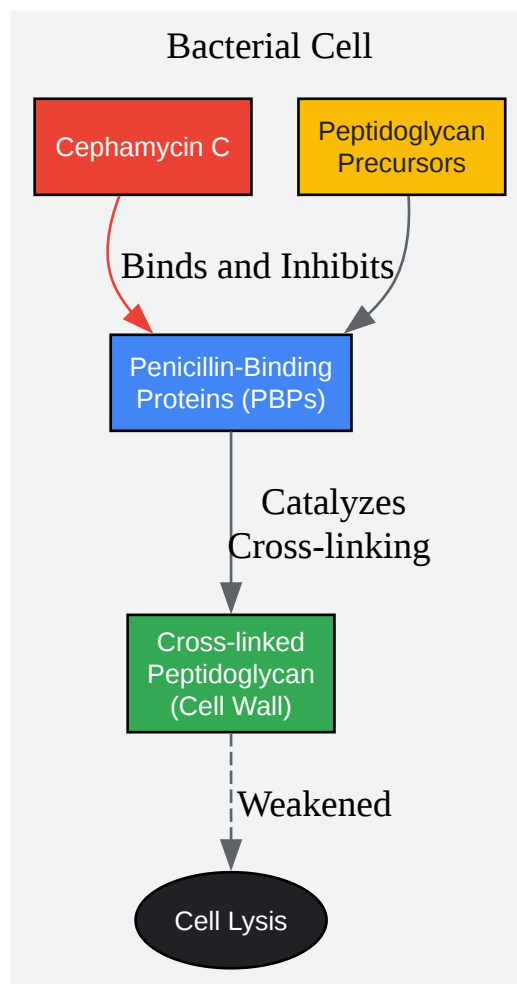 Bacterial Cell
Cephamycin C
Peptidoglycan
Precursors
Binds and Inhibits
Penicillin-Binding
Proteins (PBPs)
Catalyzes
Cross-linking
Cross-linked
Peptidoglycan
(Cell Wall)
Weakened
Cell Lysis